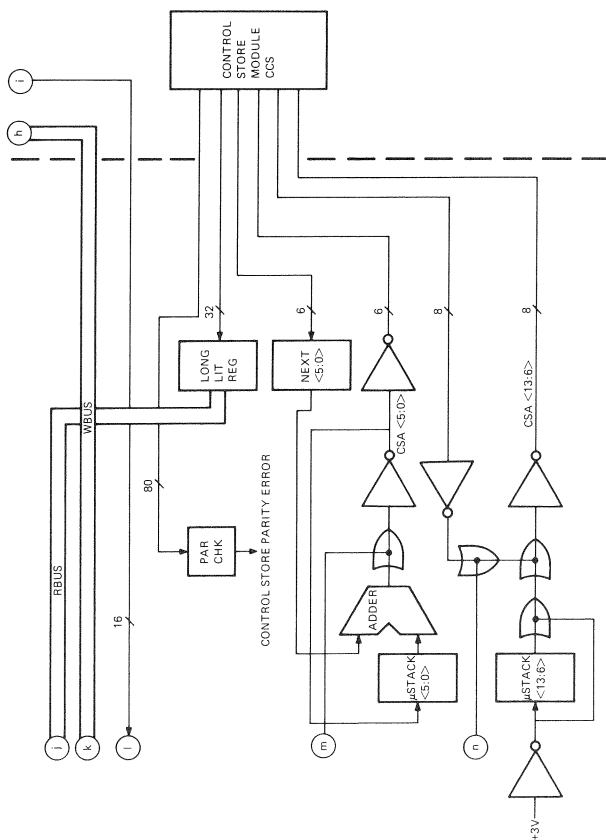 CONTROL
STORE
MODULE
CCS
i
h
32
6
6
8
8
LONG
LIT
REG
NEXT
<5:0>
CSA <5:0>
CSA <13:6>
WBUS
RBUS
80
16
PAR
CHK
CONTROL STORE PARITY ERROR
ADDER
µSTACK
<5:0>
µSTACK
<13:6>
j
k
l
m
n
+3V